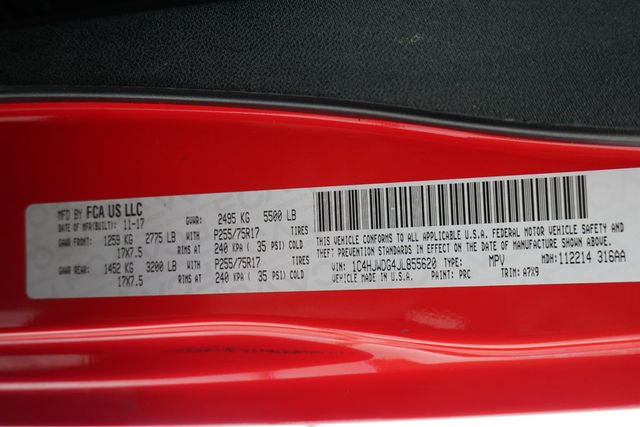 MFD BY: FCA US LLC
DATE OF MFR(BUILT): 11-17 GVWR: 2495 KG 5500 LB
GAWR FRONT: 1259 KG 2775 LB P255/75R17 TIRES
17X7.5 RIMS AT 240 KPA ( 35 PSI) COLD
GAWR REAR: 1452 KG 3200 LB WITH P255/75R17 TIRES
17X7.5 RIMS AT 240 KPA ( 35 PSI) COLD
THIS VEHICLE CONFORMS TO ALL APPLICABLE U.S.A. FEDERAL MOTOR VEHICLE SAFETY AND
THEFT PREVENTION STANDARDS IN EFFECT ON THE DATE OF MANUFACTURE SHOWN ABOVE.
VIN: 1C4HJWDG4JL855620 TYPE: MPV MDH: 112214 316AA
VEHICLE MADE IN U.S.A. PAINT: PRC TRIM: A7X9